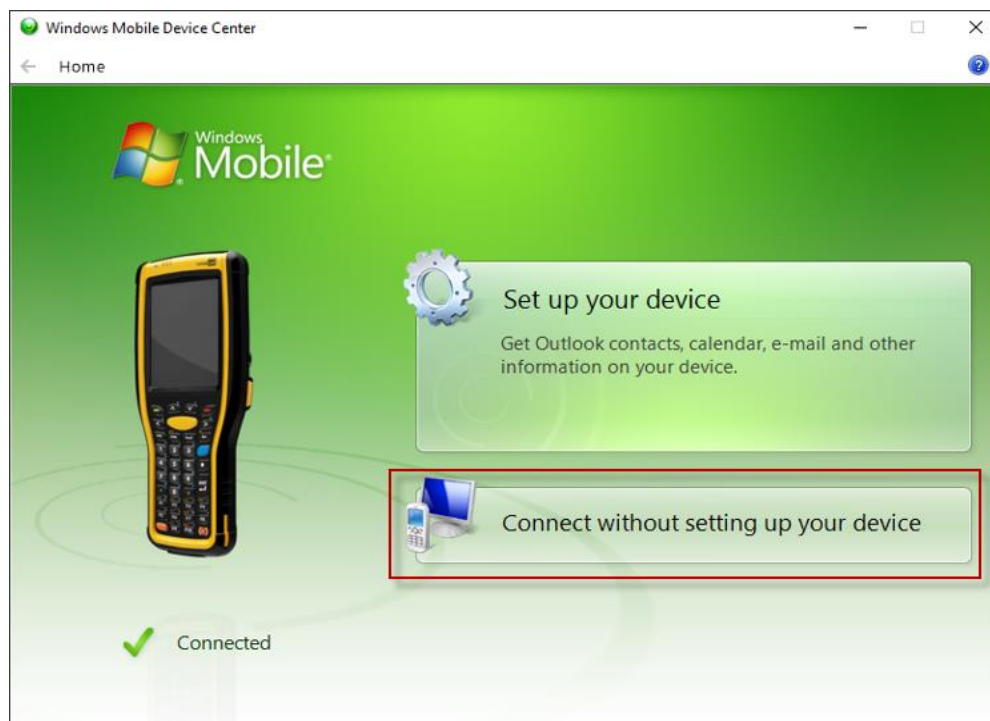 Windows Mobile Device Center
Home
Windows
Mobile®
Set up your device
Get Outlook contacts, calendar, e-mail and other
information on your device.
Connect without setting up your device
Connected